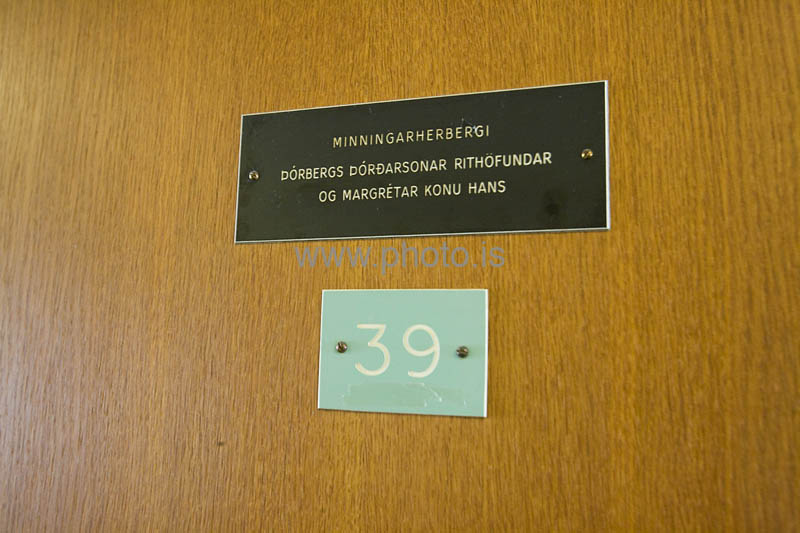 MINNINGARHERBERGI
ÞÓRBERGS ÞÓRÐARSONAR RITHÖFUNDAR
OG MARGRÉTAR KONU HANS
www.photo.is
39